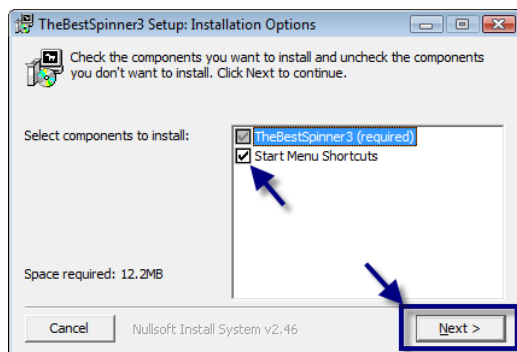 TheBestSpinner3 Setup: Installation Options
Check the components you want to install and uncheck the components
you don't want to install. Click Next to continue.
Select components to install:
TheBestSpinner3 (required)
Start Menu Shortcuts
Space required: 12.2MB
Cancel
Nullsoft Install System v2.46
Next >